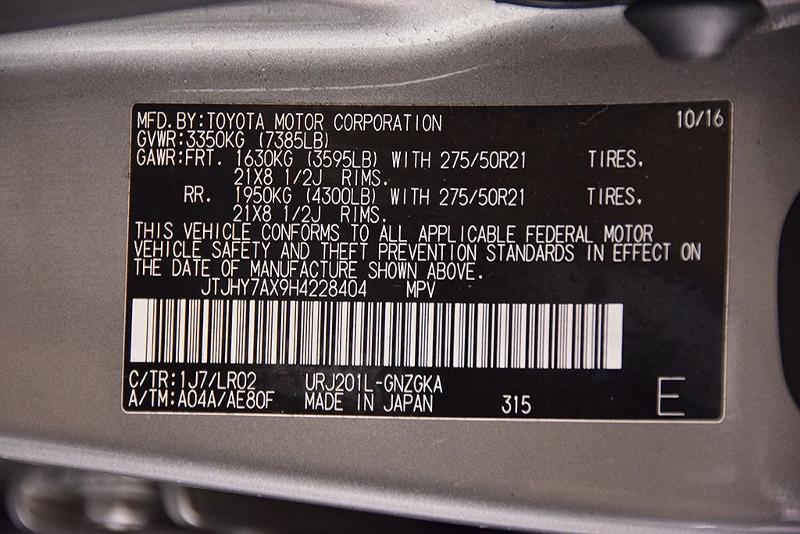 MFD.BY:TOYOTA MOTOR CORPORATION 10/16
GVWR:3350KG (7385LB)
GAWR:FRT. 1630KG (3595LB) WITH 275/50R21 TIRES.
21X8 1/2J RIMS.
RR. 1950KG (4300LB) WITH 275/50R21 TIRES.
21X8 1/2J RIMS.
THIS VEHICLE CONFORMS TO ALL APPLICABLE FEDERAL MOTOR
VEHICLE SAFETY AND THEFT PREVENTION STANDARDS IN EFFECT ON
THE DATE OF MANUFACTURE SHOWN ABOVE.
JTJHY7AX9H4228404 MPV
C/TR:1J7/LR02 URJ201L-GNZGKA
A/TM:A04A/AE80F MADE IN JAPAN 315 E